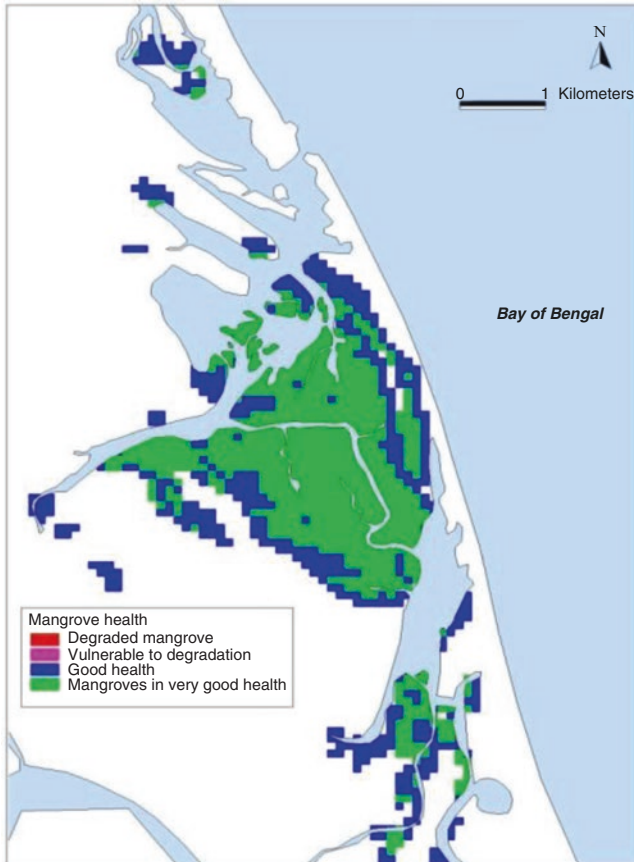 N
0 1 Kilometers
Bay of Bengal
Mangrove health
Degraded mangrove
Vulnerable to degradation
Good health
Mangroves in very good health